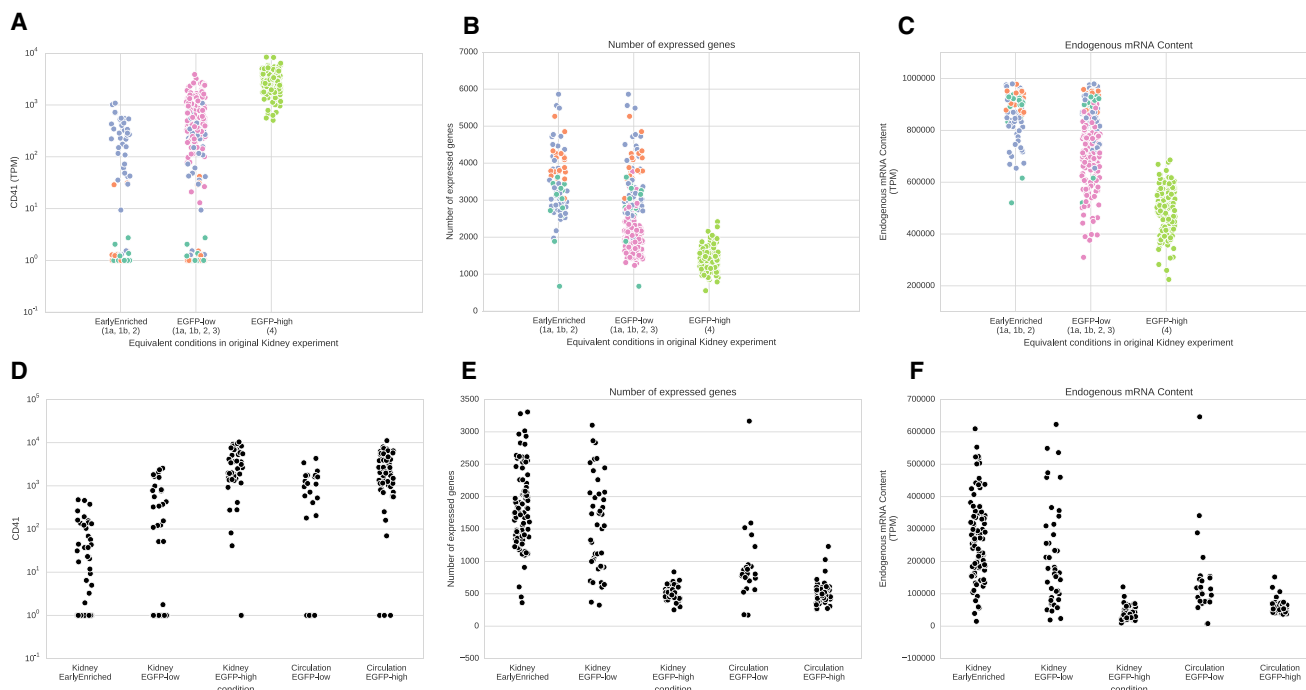 A
CD41 (TPM)
10^4
10^3
10^2
10^1
10^0
10^-1
EarlyEnriched
(1a, 1b, 2)
EGFP-low
(1a, 1b, 2, 3)
EGFP-high
(4)
Equivalent conditions in original Kidney experiment
B
Number of expressed genes
Number of expressed genes
7000
6000
5000
4000
3000
2000
1000
0
EarlyEnriched
(1a, 1b, 2)
EGFP-low
(1a, 1b, 2, 3)
EGFP-high
(4)
Equivalent conditions in original Kidney experiment
C
Endogenous mRNA Content
Endogenous mRNA Content
(TPM)
1000000
800000
600000
400000
200000
EarlyEnriched
(1a, 1b, 2)
EGFP-low
(1a, 1b, 2, 3)
EGFP-high
(4)
Equivalent conditions in original Kidney experiment
D
CD41
10^5
10^4
10^3
10^2
10^1
10^0
10^-1
Kidney
EarlyEnriched
Kidney
EGFP-low
Kidney
EGFP-high
Circulation
EGFP-low
Circulation
EGFP-high
condition
E
Number of expressed genes
Number of expressed genes
3500
3000
2500
2000
1500
1000
500
0
−500
Kidney
EarlyEnriched
Kidney
EGFP-low
Kidney
EGFP-high
Circulation
EGFP-low
Circulation
EGFP-high
condition
F
Endogenous mRNA Content
Endogenous mRNA Content
(TPM)
700000
600000
500000
400000
300000
200000
100000
0
−100000
Kidney
EarlyEnriched
Kidney
EGFP-low
Kidney
EGFP-high
Circulation
EGFP-low
Circulation
EGFP-high
condition